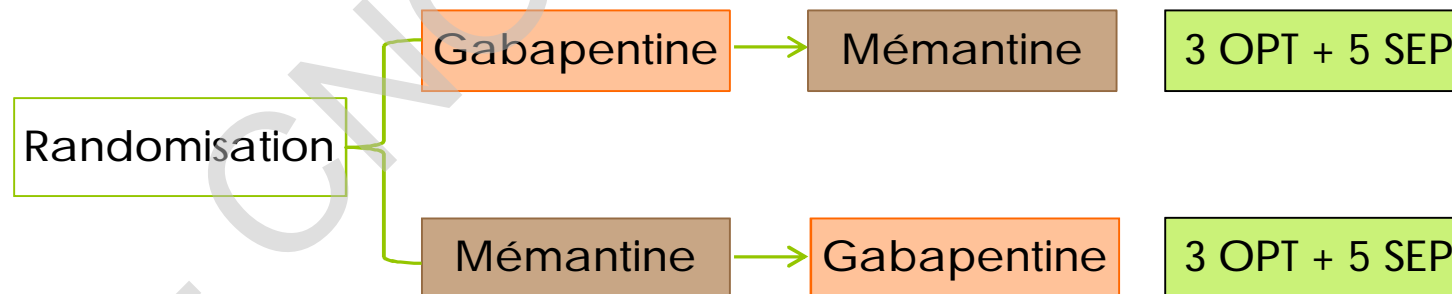 Gabapentine
Mémantine
3 OPT + 5 SEP
Randomisation
Mémantine
Gabapentine
3 OPT + 5 SEP